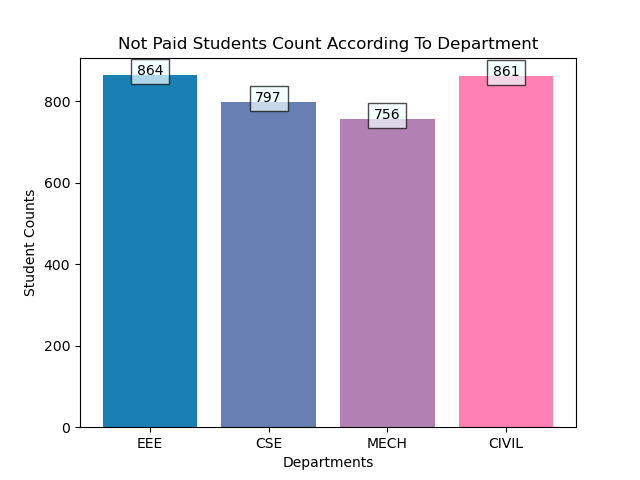 Not Paid Students Count According To Department
Student Counts
800
600
400
200
0
864
797
756
861
EEE
CSE
MECH
CIVIL
Departments